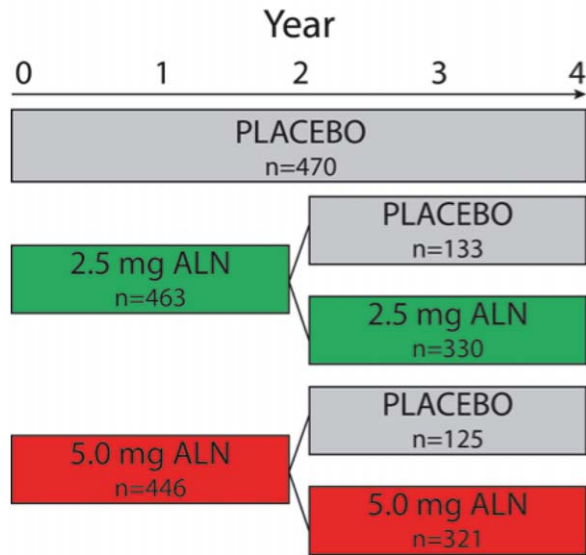 Year
0 1 2 3 4
PLACEBO
n=470
PLACEBO
n=133
2.5 mg ALN
n=463
2.5 mg ALN
n=330
PLACEBO
n=125
5.0 mg ALN
n=446
5.0 mg ALN
n=321